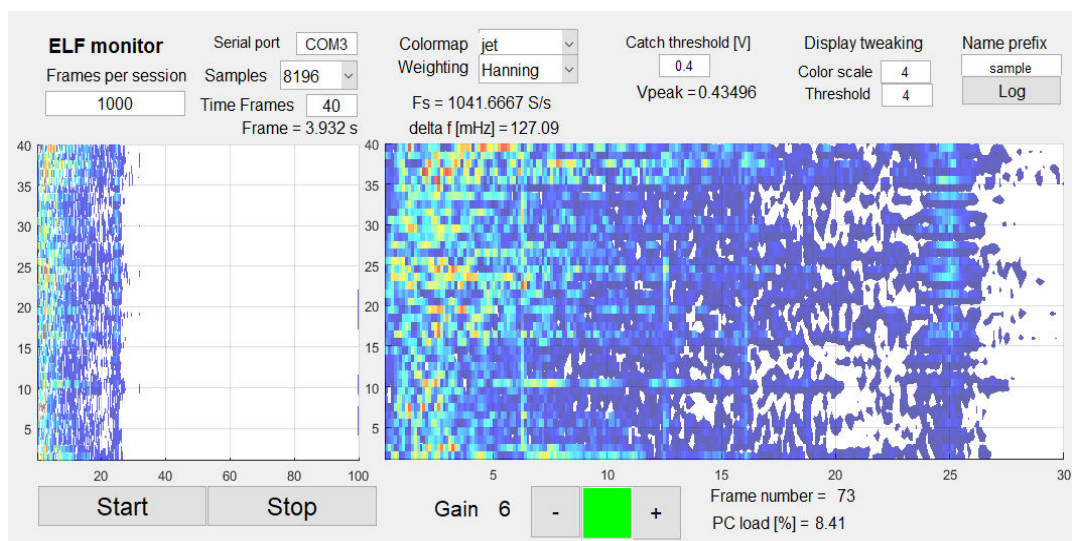 ELF monitor
Serial port COM3
Colormap jet
Catch threshold [V]
Display tweaking
Name prefix
Frames per session
Samples 8196
Weighting Hanning
0.4
Color scale 4
sample
1000
Time Frames 40
Fs = 1041.6667 S/s
Vpeak = 0.43496
Threshold 4
Log
Frame = 3.932 s
delta f [mHz] = 127.09
40
35
30
25
20
15
10
5
20 40 60 80 100
40
35
30
25
20
15
10
5
5 10 15 20 25 30
Start Stop
Gain 6 - +
Frame number = 73
PC load [%] = 8.41